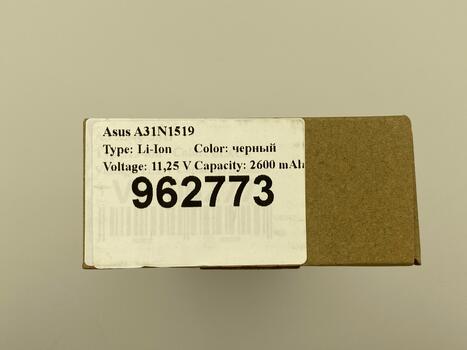 Asus A31N1519
Type: Li-Ion Color: черный
Voltage: 11,25 V Capacity: 2600 mAh
962773